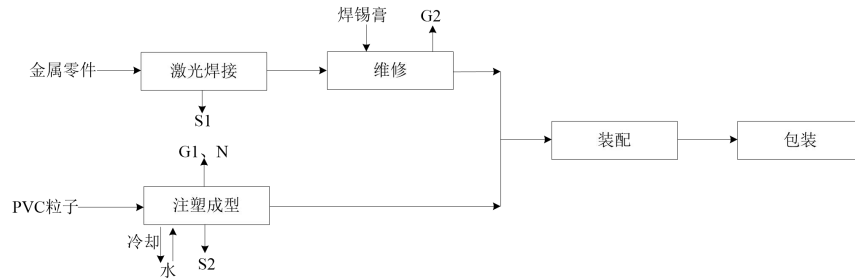 焊锡膏
G2
金属零件
激光焊接
维修
S1
G1、N
装配
包装
PVC粒子
注塑成型
冷却
水
S2